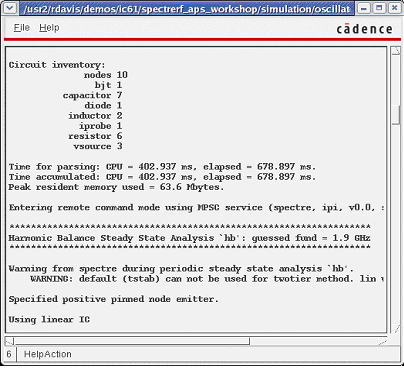 /usr2/rdavis/demos/ic61/spectrerf_aps_workshop/simulation/oscillat
File Help
cādence
Circuit inventory:
nodes 10
bjt 1
capacitor 7
diode 1
inductor 2
iprobe 1
resistor 6
vsource 3
Time for parsing: CPU = 402.937 ms, elapsed = 678.897 ms.
Time accumulated: CPU = 402.937 ms, elapsed = 678.897 ms.
Peak resident memory used = 63.6 Mbytes.
Entering remote command mode using MPSC service (spectre, ipi, v0.0, s
******************************************************************
Harmonic Balance Steady State Analysis `hb': guessed fund = 1.9 GHz
******************************************************************
Warning from spectre during periodic steady state analysis `hb'.
WARNING: default (tstab) can not be used for twotier method. lin
Specified positive pinned node emitter.
Using linear IC
6 HelpAction